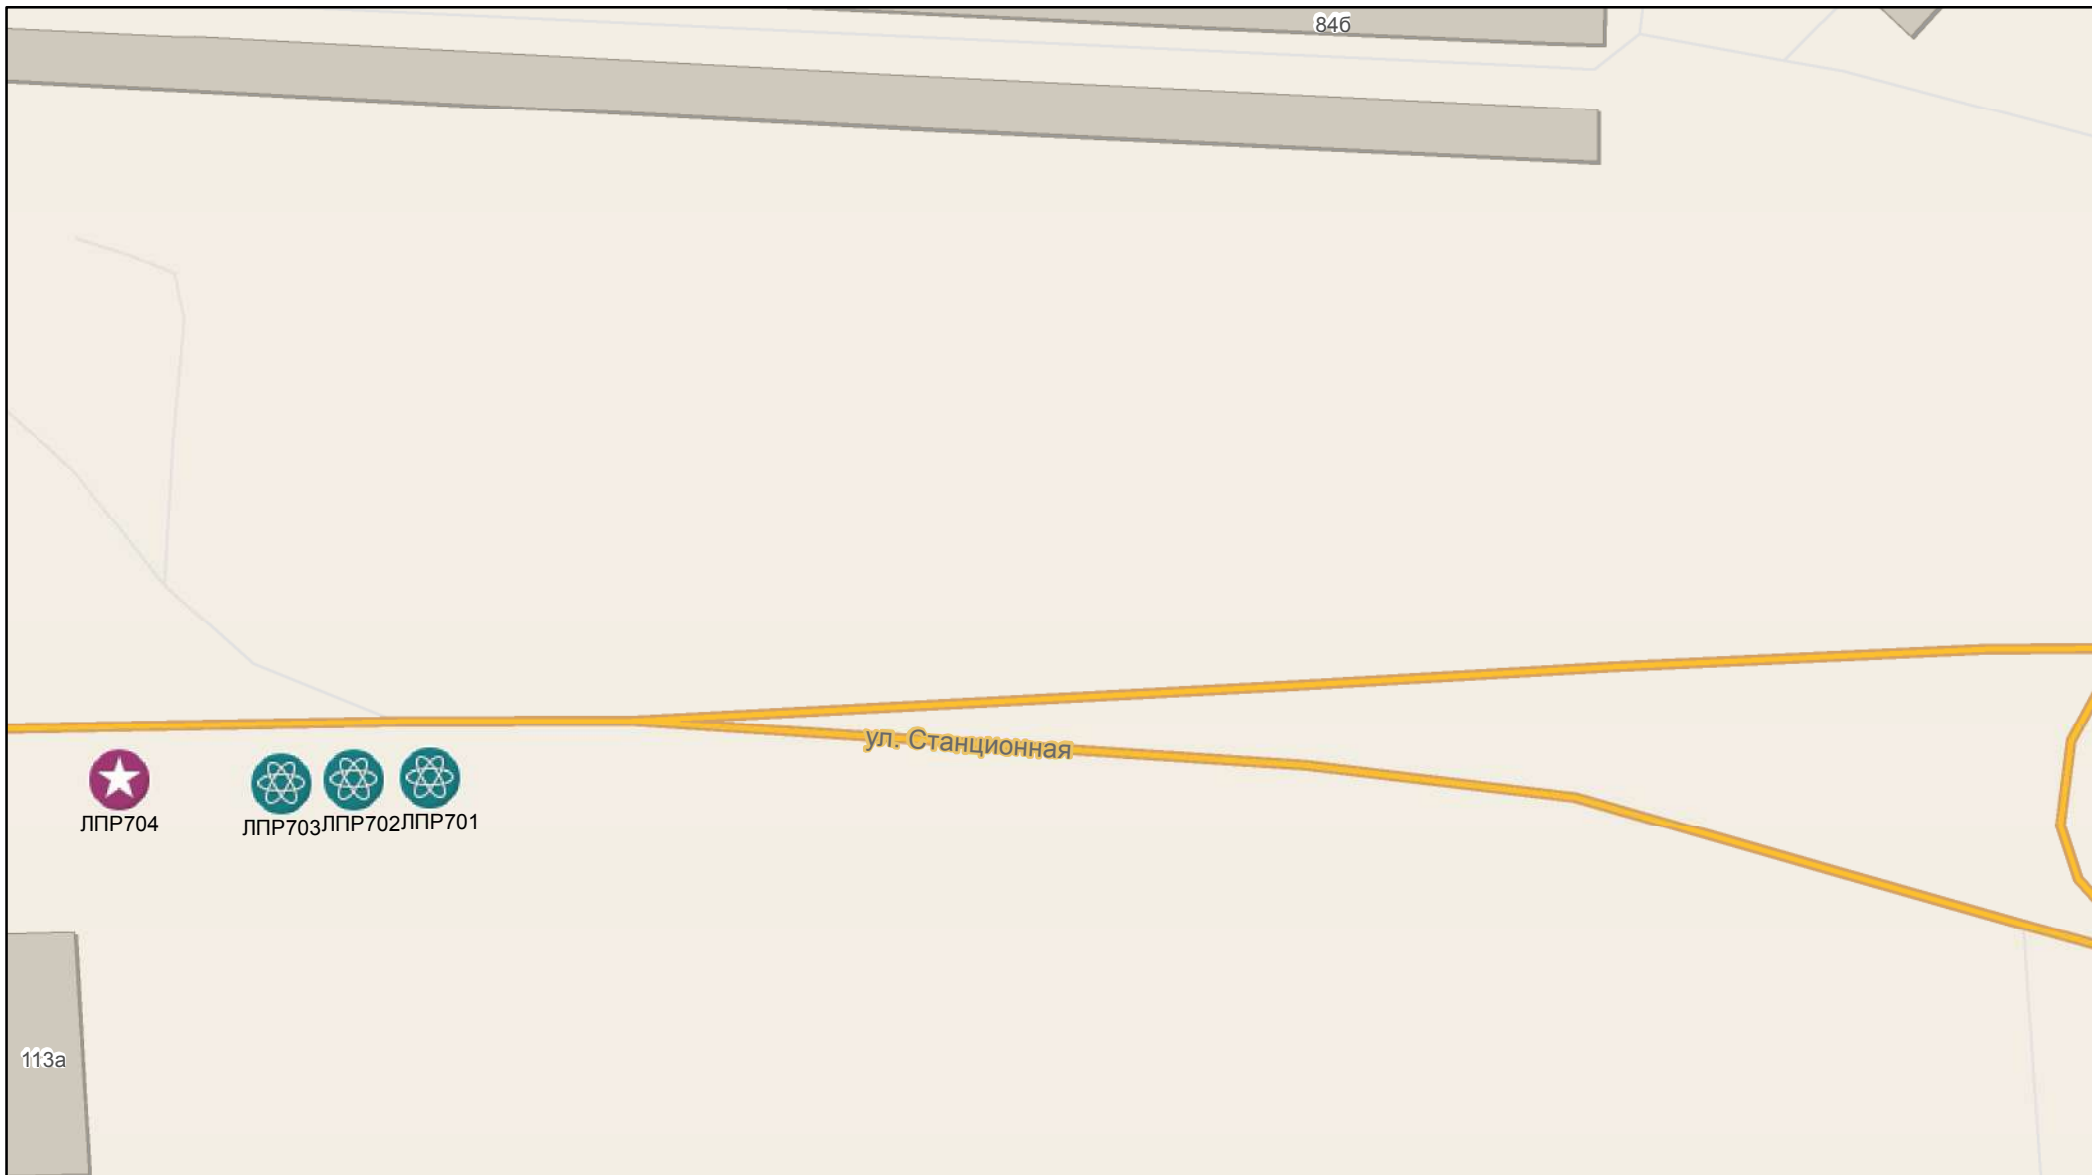 84б
ул. Станционная
ЛПР704
ЛПР703
ЛПР702
ЛПР701
113а